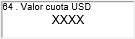 64 . Valor cuota USD
XXXX